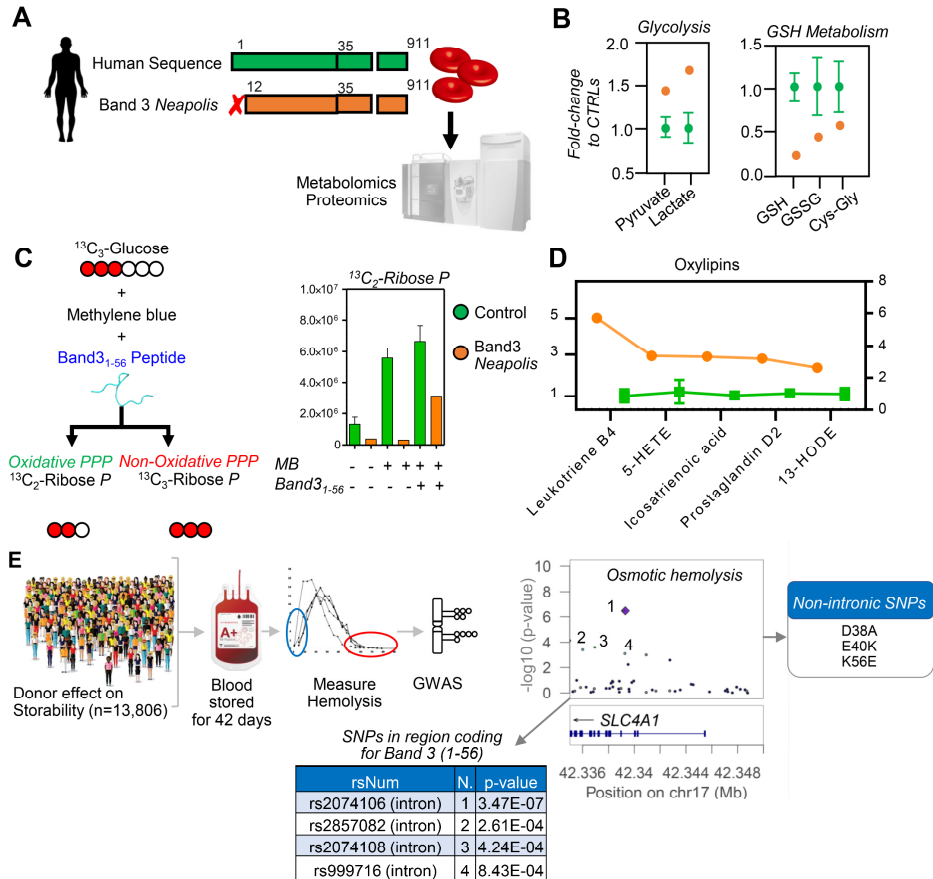 A
1
35
911
Human Sequence
12
35
911
Band 3 Neapolis
Metabolomics
Proteomics
B
Glycolysis
GSH Metabolism
Fold-change
to CTRLs
2.0
1.5
1.0
0.5
Pyruvate
Lactate
1.5
1.0
0.5
0.0
GSH
GSSG
Cys-Gly
C
13C3-Glucose
+
Methylene blue
+
Band31-56 Peptide
Oxidative PPP
13C2-Ribose P
Non-Oxidative PPP
13C3-Ribose P
13C2-Ribose P
1.0x10⁷
8.0x10⁶
6.0x10⁶
4.0x10⁶
2.0x10⁶
0
Control
Band3
Neapolis
MB - - + + + +
Band31-56 - - - - + +
D
Oxylipins
5
3
1
8
6
4
2
0
Leukotriene B4
5-HETE
Icosatrienoic acid
Prostaglandin D2
13-HODE
E
Donor effect on
Storability (n=13,806)
A+
Blood
stored
for 42 days
Measure
Hemolysis
GWAS
-log10 (p-value)
10
8
6
4
2
0
Osmotic hemolysis
1
2
3
4
SLC4A1
42.336 42.34 42.344 42.348
Position on chr17 (Mb)
Non-intronic SNPs
D38A
E40K
K56E
SNPs in region coding
for Band 3 (1-56)
rsNum N. p-value
rs2074106 (intron) 1 3.47E-07
rs2857082 (intron) 2 2.61E-04
rs2074108 (intron) 3 4.24E-04
rs999716 (intron) 4 8.43E-04